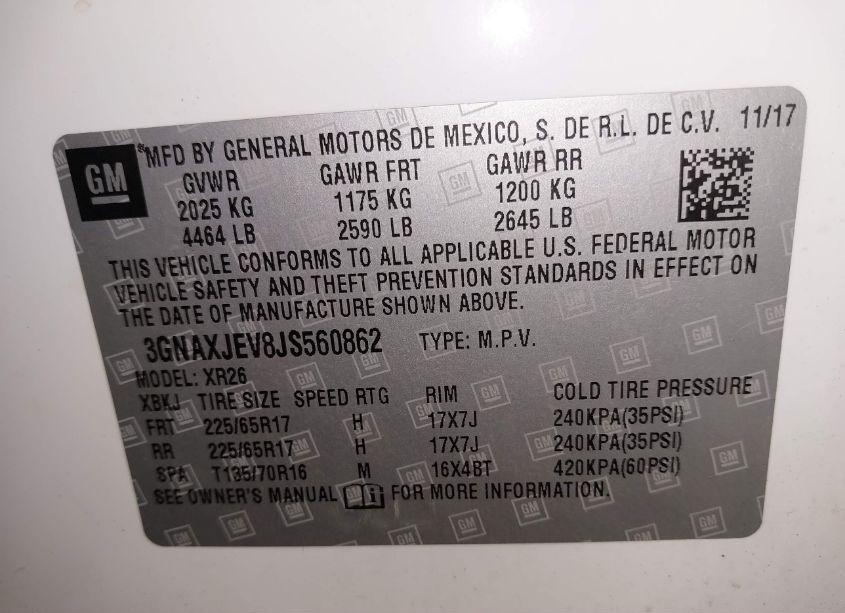 GM
MFD BY GENERAL MOTORS DE MEXICO, S. DE R.L. DE C.V. 11/17
GVWR GAWR FRT GAWR RR
2025 KG 1175 KG 1200 KG
4464 LB 2590 LB 2645 LB
THIS VEHICLE CONFORMS TO ALL APPLICABLE U.S. FEDERAL MOTOR
VEHICLE SAFETY AND THEFT PREVENTION STANDARDS IN EFFECT ON
THE DATE OF MANUFACTURE SHOWN ABOVE.
3GNAXJEV8JS560862 TYPE: M.P.V.
MODEL: XR26
XBKJ TIRE SIZE SPEED RTG RIM COLD TIRE PRESSURE
FRT 225/65R17 H 17X7J 240KPA(35PSI)
RR 225/65R17 H 17X7J 240KPA(35PSI)
SPA T135/70R16 M 16X4BT 420KPA(60PSI)
SEE OWNER'S MANUAL FOR MORE INFORMATION.